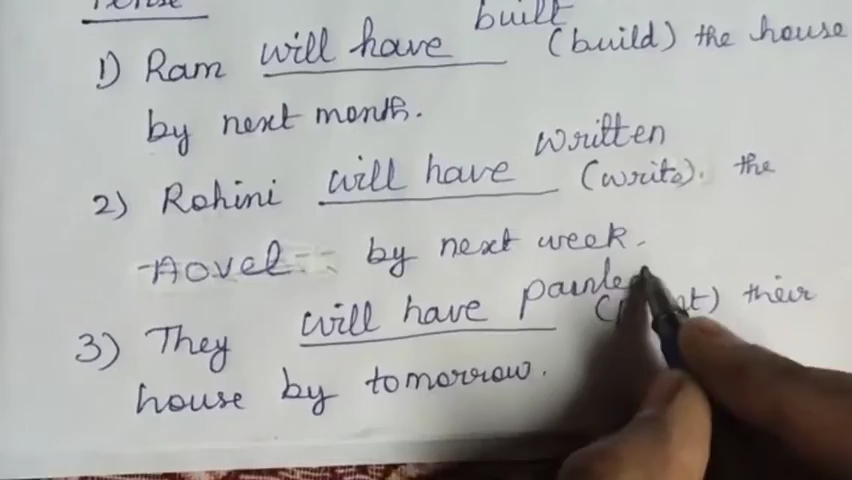 1) Ram will have built (build) the house
by next month.
2) Rohini will have written (write). the
novel by next week.
3) They will have painte their
house by tomorrow.